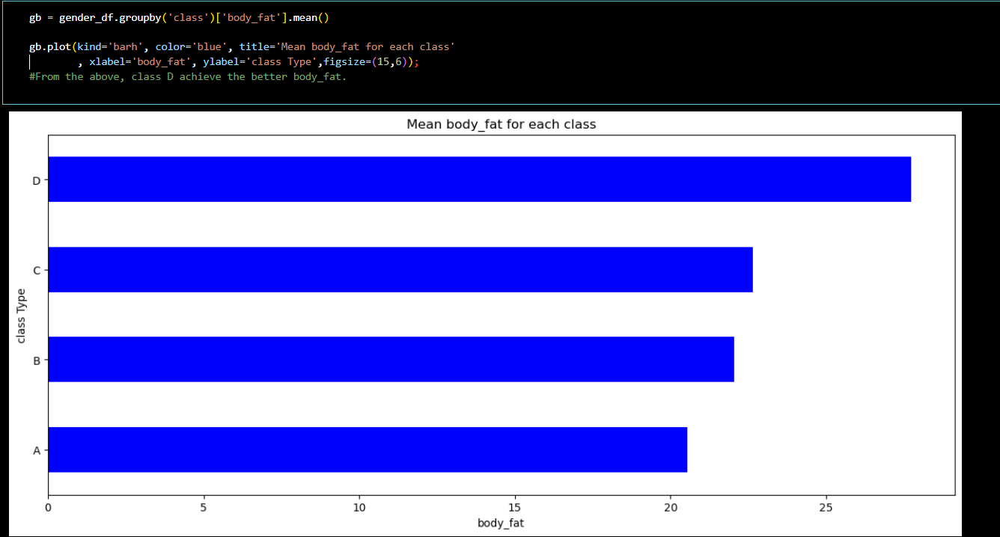 gb = gender_df.groupby('class')['body_fat'].mean()
gb.plot(kind='barh', color='blue', title='Mean body_fat for each class'
, xlabel='body_fat', ylabel='class Type',figsize=(15,6));
#From the above, class D achieve the better body_fat.
Mean body_fat for each class
D
C
B
A
class Type
0 5 10 15 20 25
body_fat